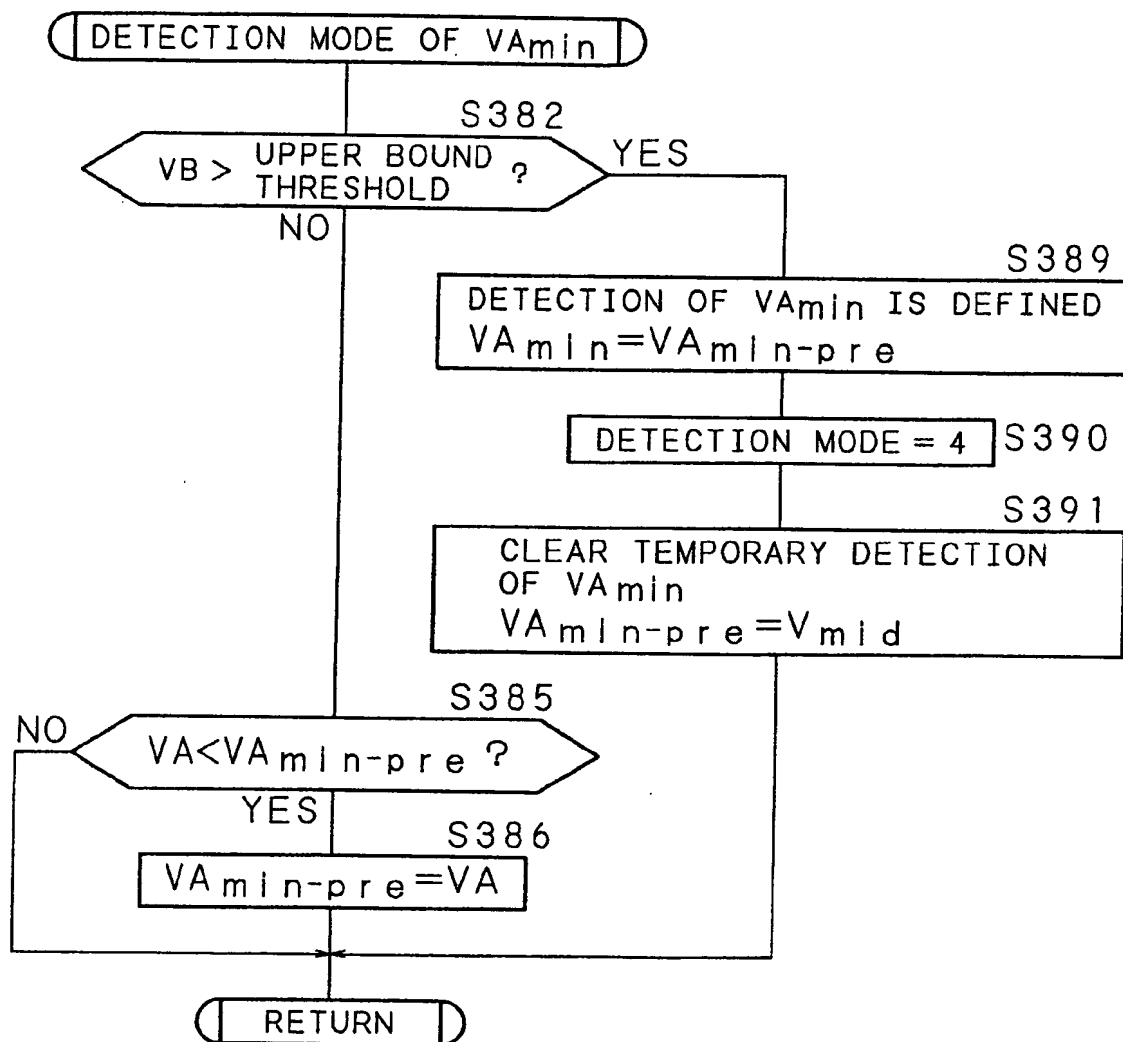 DETECTION MODE OF VAmin
S382
VB > UPPER BOUND THRESHOLD ?
YES
NO
S389
DETECTION OF VAmin IS DEFINED
VAmin=VAmin-pre
DETECTION MODE = 4
S390
S391
CLEAR TEMPORARY DETECTION
OF VAmin
VAmin-pre=Vmid
S385
NO
VA<VAmin-pre ?
YES
S386
VAmin-pre=VA
RETURN